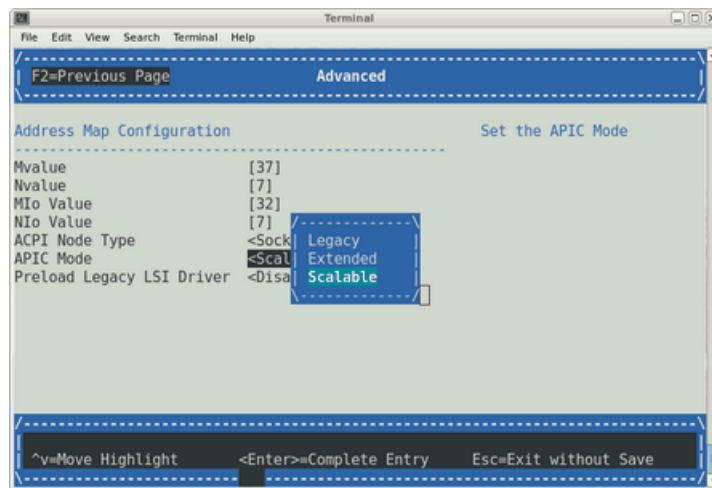 Terminal
File Edit View Search Terminal Help
F2=Previous Page Advanced
Address Map Configuration Set the APIC Mode
Mvalue [37]
Nvalue [7]
MIo Value [32]
NIo Value [7]
ACPI Node Type <Sock Legacy
APIC Mode <Scal Extended
Preload Legacy LSI Driver <Disa Scalable
^v=Move Highlight <Enter>=Complete Entry Esc=Exit without Save